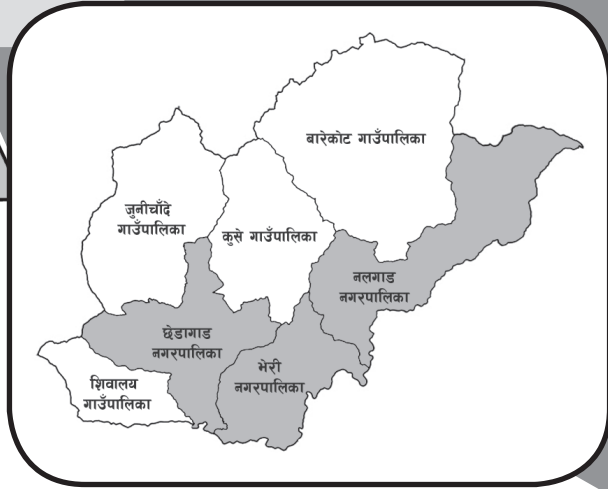 बारेकोट गाउँपालिका
जुनीचाँदे
गाउँपालिका
कुसे गाउँपालिका
नलगाड
नगरपालिका
छेडागाड
नगरपालिका
भेरी
नगरपालिका
शिवालय
गाउँपालिका